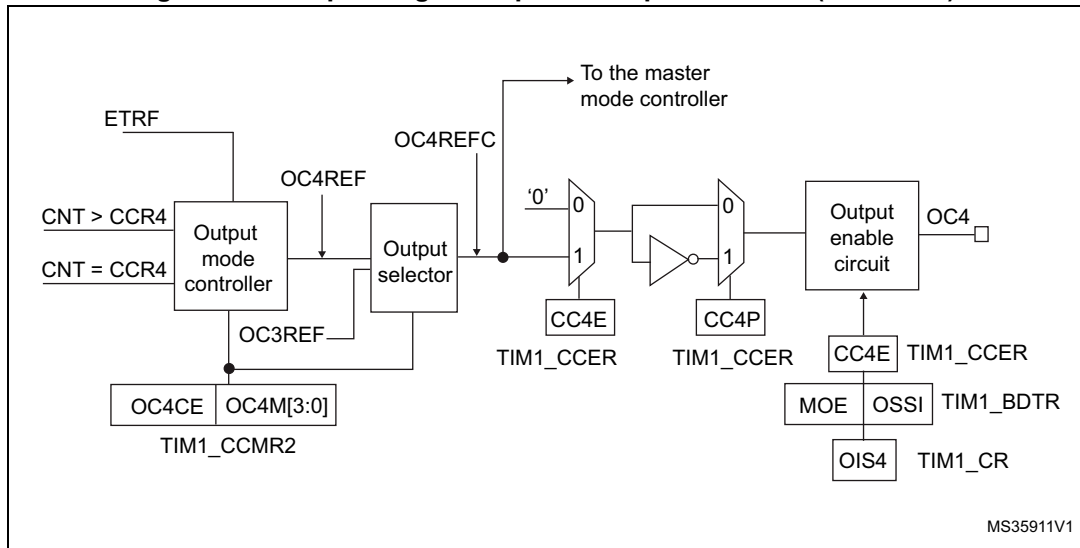 To the master
mode controller
ETRF
OC4REFC
OC4REF
'0'
0
0
CNT > CCR4
Output
mode
controller
Output
selector
Output
enable
circuit
OC4
1
1
CNT = CCR4
OC3REF
CC4E
CC4P
TIM1_CCER
TIM1_CCER
CC4E
TIM1_CCER
OC4CE
OC4M[3:0]
MOE
OSSI
TIM1_BDTR
TIM1_CCMR2
OIS4
TIM1_CR
MS35911V1